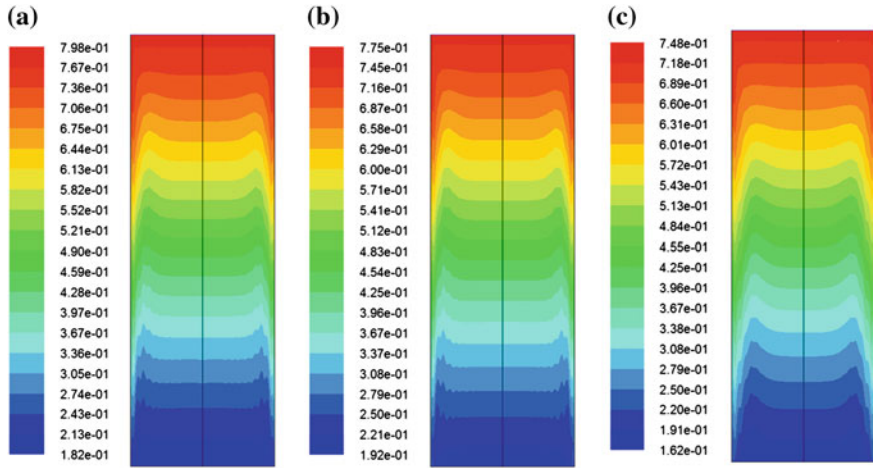 (a)
7.98e-01
7.67e-01
7.36e-01
7.06e-01
6.75e-01
6.44e-01
6.13e-01
5.82e-01
5.52e-01
5.21e-01
4.90e-01
4.59e-01
4.28e-01
3.97e-01
3.67e-01
3.36e-01
3.05e-01
2.74e-01
2.43e-01
2.13e-01
1.82e-01
(b)
7.75e-01
7.45e-01
7.16e-01
6.87e-01
6.58e-01
6.29e-01
6.00e-01
5.71e-01
5.41e-01
5.12e-01
4.83e-01
4.54e-01
4.25e-01
3.96e-01
3.67e-01
3.37e-01
3.08e-01
2.79e-01
2.50e-01
2.21e-01
1.92e-01
(c)
7.48e-01
7.18e-01
6.89e-01
6.60e-01
6.31e-01
6.01e-01
5.72e-01
5.43e-01
5.13e-01
4.84e-01
4.55e-01
4.25e-01
3.96e-01
3.67e-01
3.38e-01
3.08e-01
2.79e-01
2.50e-01
2.20e-01
1.91e-01
1.62e-01